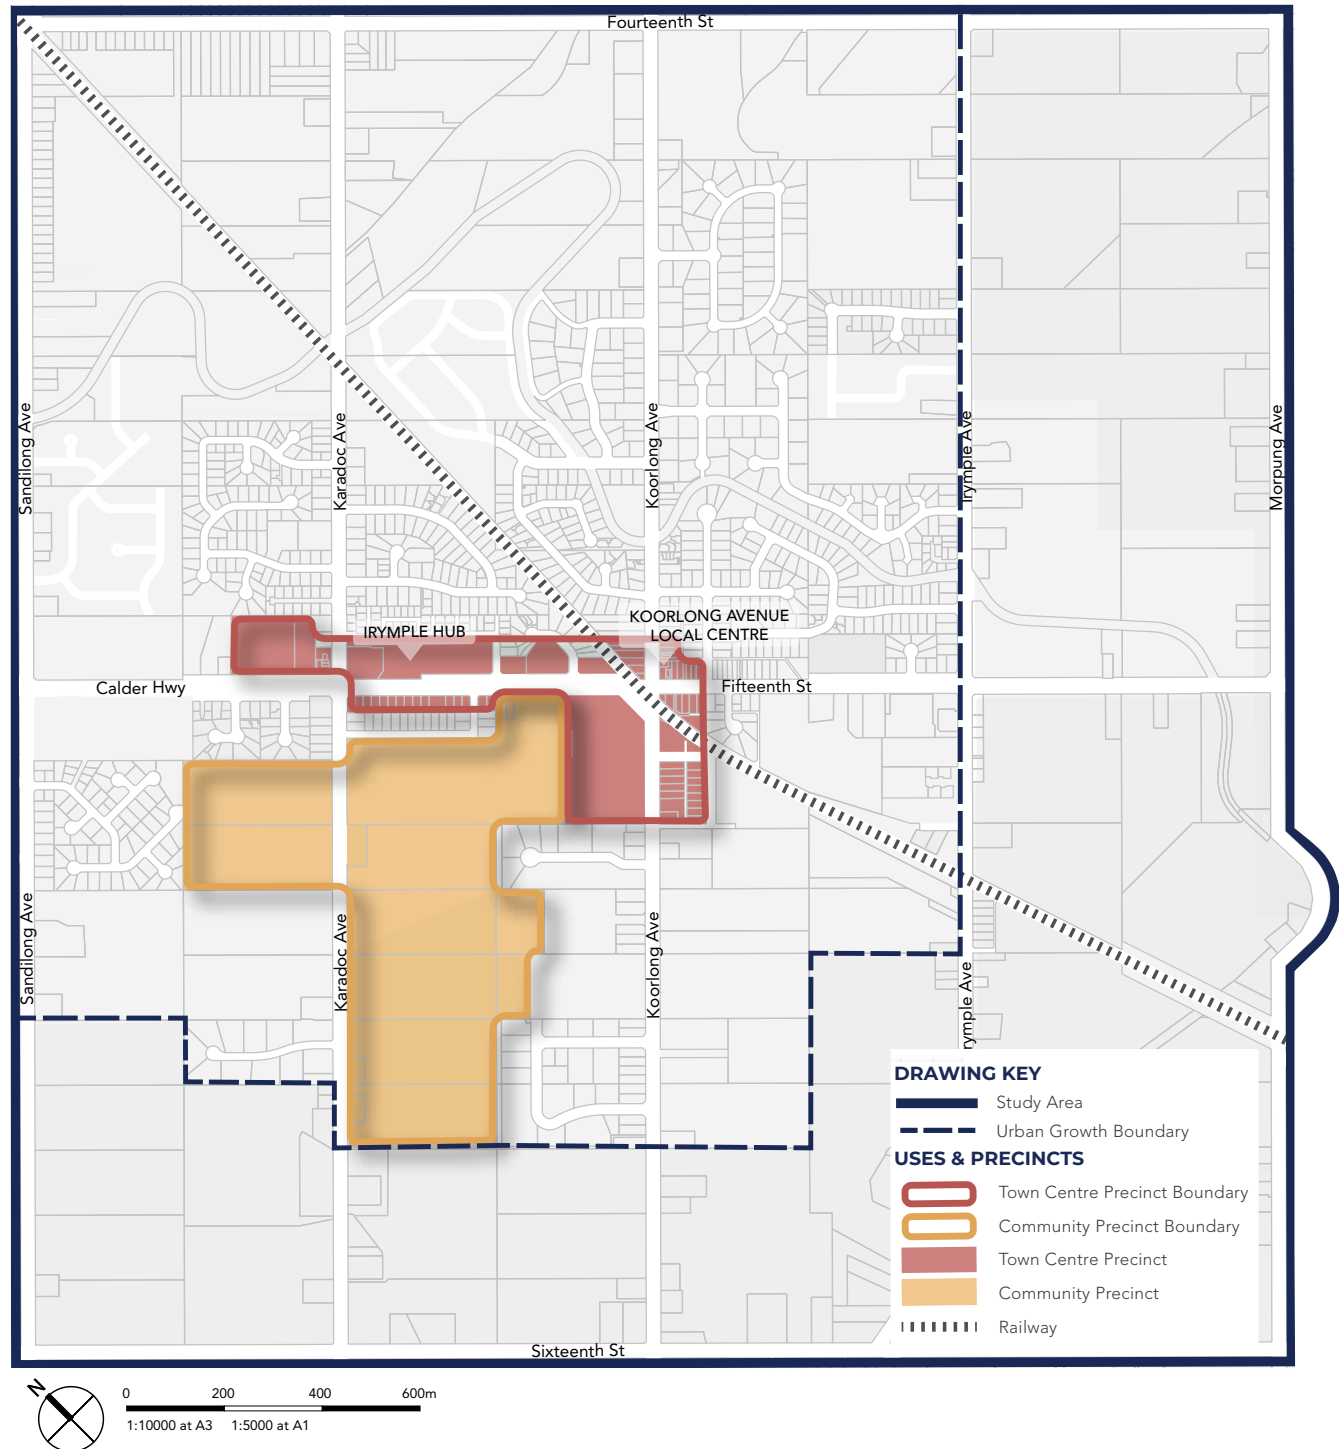 Fourteenth St
Sandilong Ave
Karadoc Ave
Koorlong Ave
Irymple Ave
Morpung Ave
IRYMPLE HUB
KOORLONG AVENUE
LOCAL CENTRE
Calder Hwy
Fifteenth St
Sandilong Ave
Karadoc Ave
Koorlong Ave
rymple Ave
DRAWING KEY
Study Area
Urban Growth Boundary
USES & PRECINCTS
Town Centre Precinct Boundary
Community Precinct Boundary
Town Centre Precinct
Community Precinct
Railway
Sixteenth St
N
0 200 400 600m
1:10000 at A3 1:5000 at A1